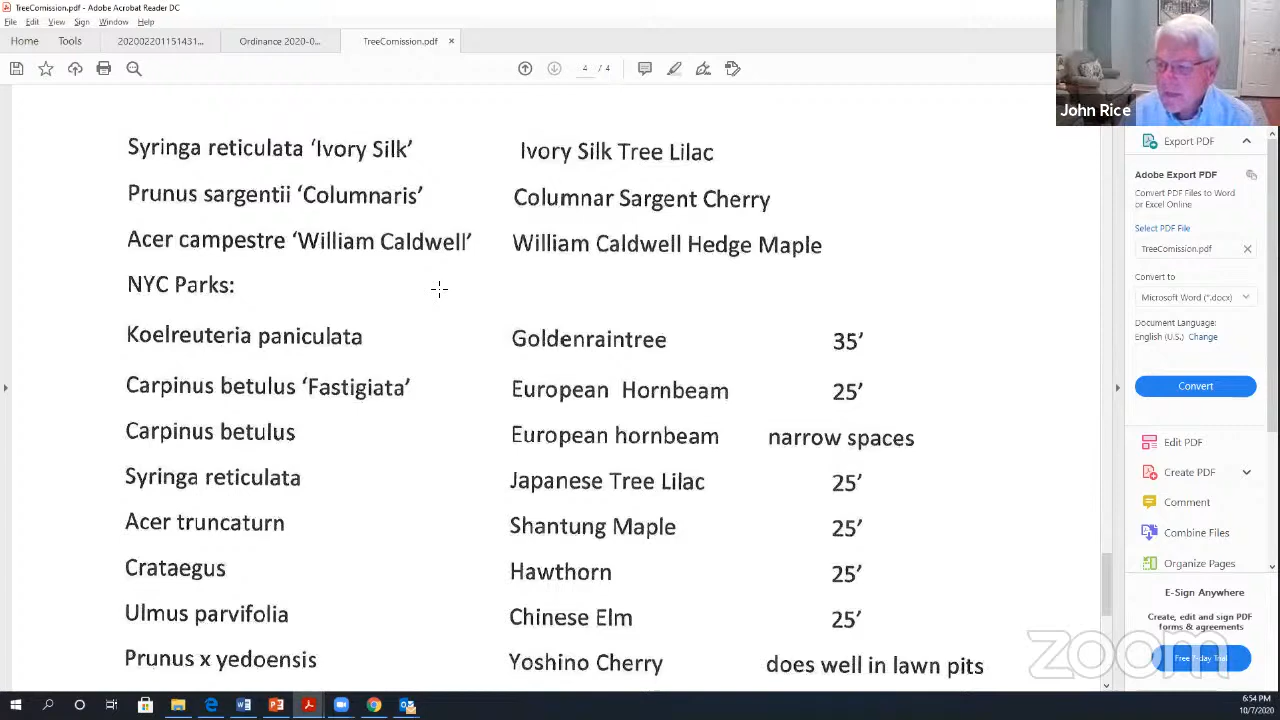 TreeComission.pdf - Adobe Acrobat Reader DC
File Edit View Sign Window Help
Home Tools 202002201151431... Ordinance 2020-0... TreeComission.pdf ×
4 / 4
John Rice
Syringa reticulata ‘Ivory Silk’ Ivory Silk Tree Lilac
Prunus sargentii ‘Columnaris’ Columnar Sargent Cherry
Acer campestre ‘William Caldwell’ William Caldwell Hedge Maple
NYC Parks:
Koelreuteria paniculata Goldenraintree 35’
Carpinus betulus ‘Fastigiata’ European Hornbeam 25’
Carpinus betulus European hornbeam narrow spaces
Syringa reticulata Japanese Tree Lilac 25’
Acer truncaturn Shantung Maple 25’
Crataegus Hawthorn 25’
Ulmus parvifolia Chinese Elm 25’
Prunus x yedoensis Yoshino Cherry does well in lawn pits
Export PDF
Adobe Export PDF
Convert PDF Files to Word
or Excel Online
Select PDF File
TreeComission.pdf
Convert to
Microsoft Word (*.docx)
Document Language:
English (U.S.) Change
Convert
Edit PDF
Create PDF
Comment
Combine Files
Organize Pages
E-Sign Anywhere
Create, edit and sign PDF
forms & agreements
Free 7-day Trial
zoom
6:54 PM
10/7/2020